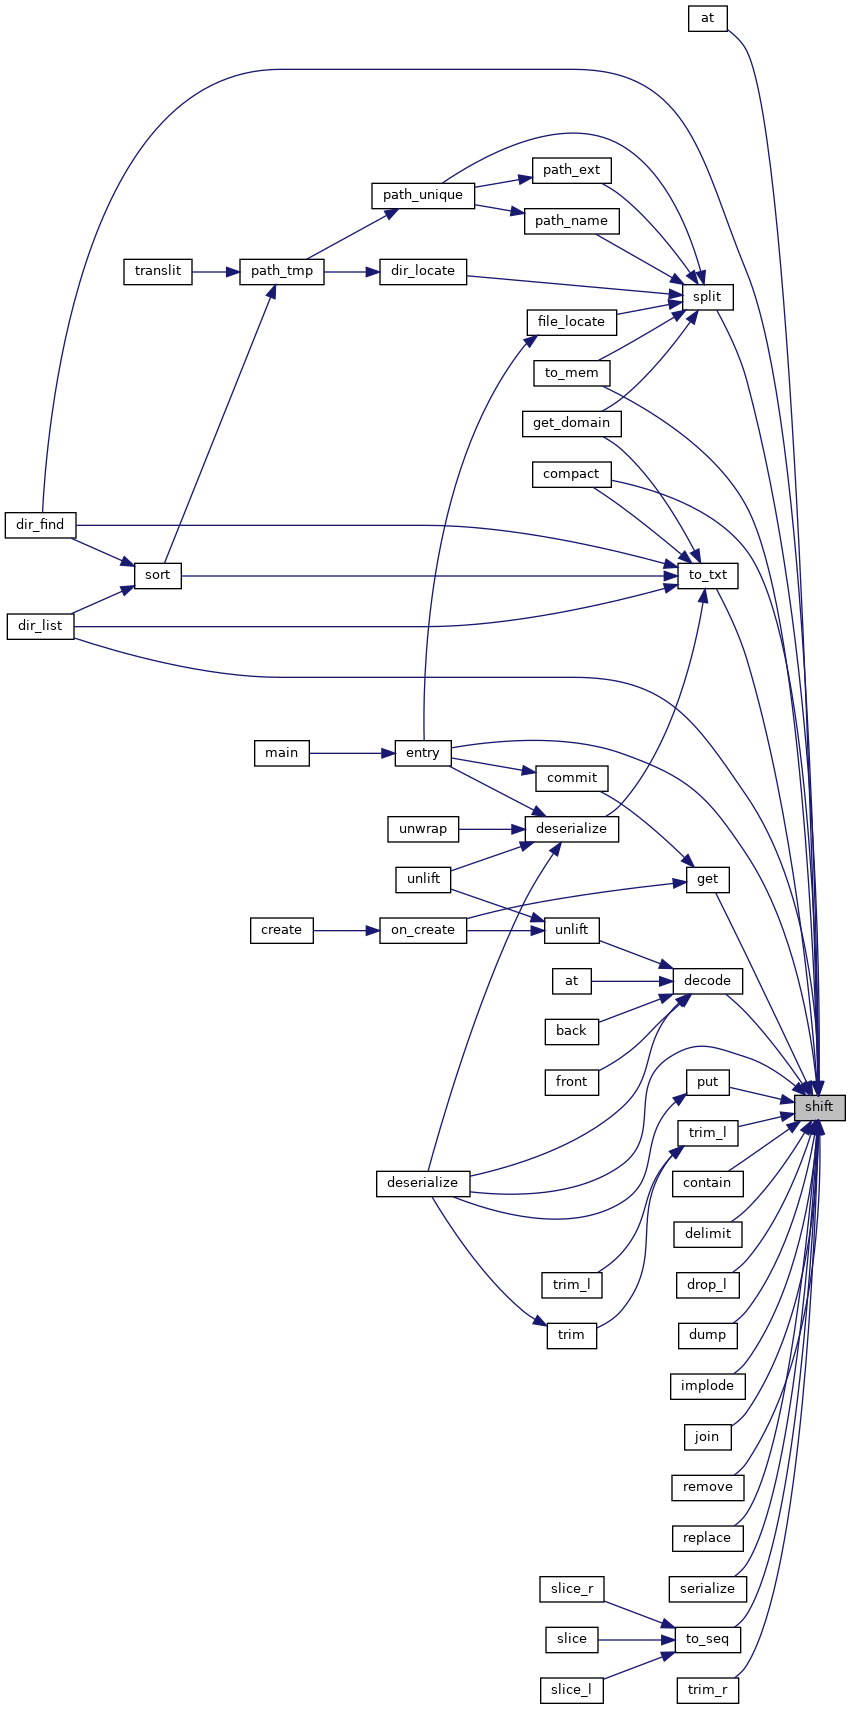 at
path_ext
path_unique
path_name
translit
path_tmp
dir_locate
split
file_locate
to_mem
get_domain
compact
dir_find
sort
to_txt
dir_list
main
entry
commit
unwrap
deserialize
unlift
get
create
on_create
unlift
at
decode
back
front
put
shift
trim_l
deserialize
contain
delimit
trim_l
drop_l
trim
dump
implode
join
remove
replace
slice_r
serialize
slice
to_seq
slice_l
trim_r